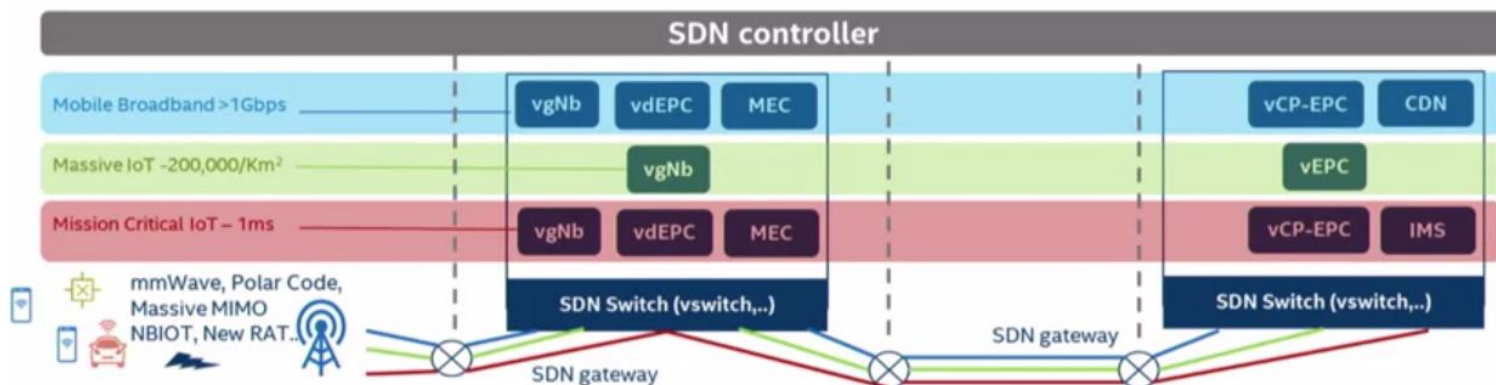 SDN controller
Mobile Broadband >1Gbps
vgNb
vdEPC
MEC
vCP-EPC
CDN
Massive IoT ~200,000/Km²
vgNb
vEPC
Mission Critical IoT – 1ms
vgNb
vdEPC
MEC
vCP-EPC
IMS
mmWave, Polar Code,
Massive MIMO
NBIOT, New RAT..
SDN Switch (vswitch,..)
SDN Switch (vswitch,..)
SDN gateway
SDN gateway